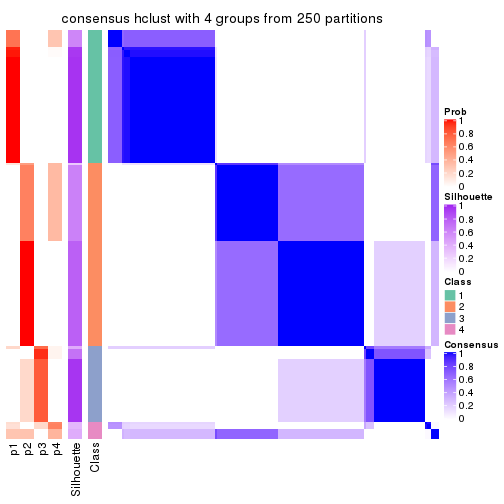 consensus hclust with 4 groups from 250 partitions
Prob
1
0.8
0.6
0.4
0.2
0
Silhouette
1
0.8
0.6
0.4
0.2
0
Class
1
2
3
4
Consensus
1
0.8
0.6
0.4
0.2
0
p1
p2
p3
p4
Silhouette
Class